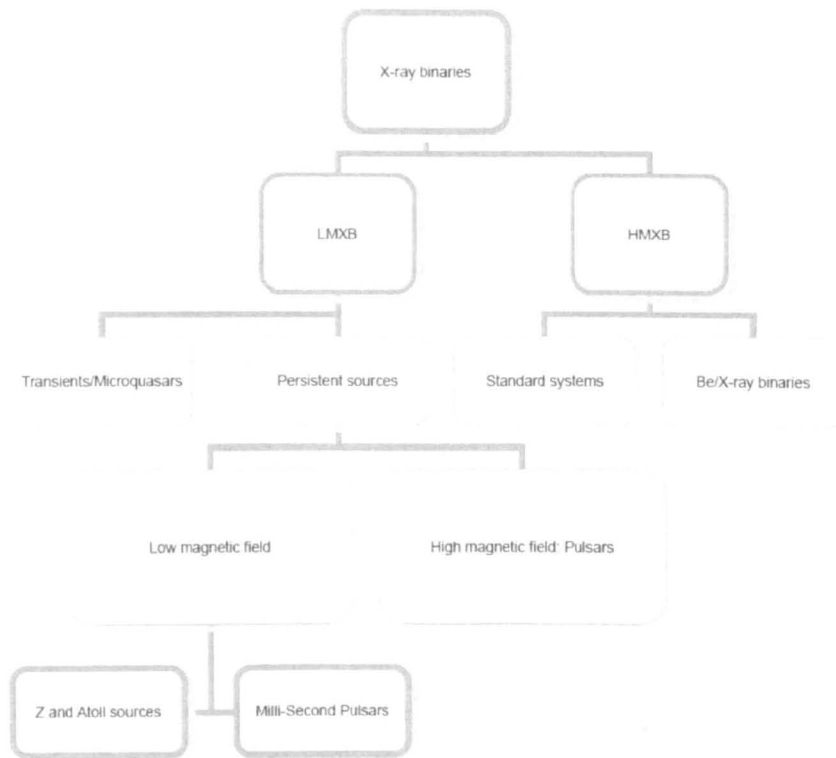 X-ray binaries
LMXB
HMXB
Transients/Microquasars
Persistent sources
Standard systems
Be/X-ray binaries
Low magnetic field
High magnetic field: Pulsars
Z and Atoll sources
Milli-Second Pulsars